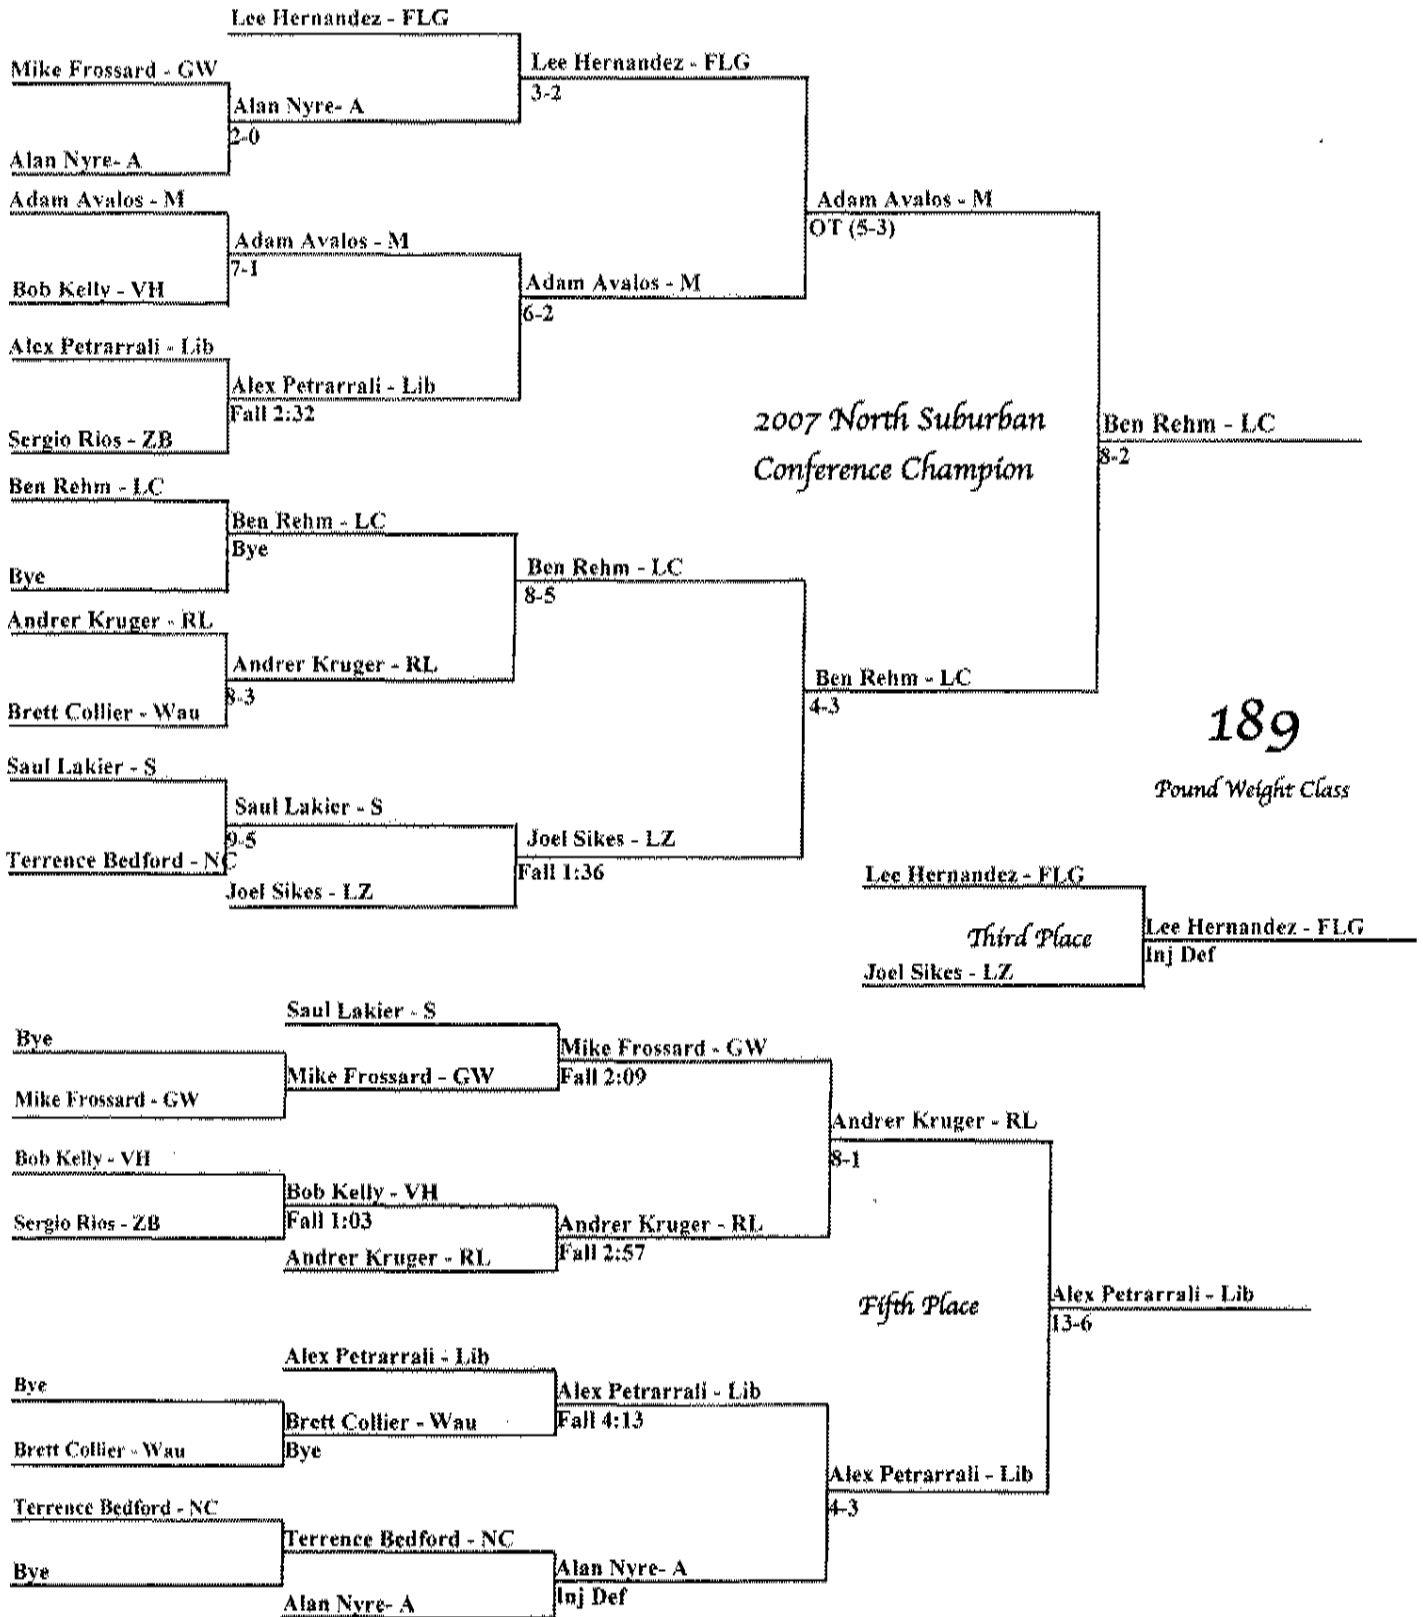 Lee Hernandez - FLG
Mike Frossard - GW
Lee Hernandez - FLG
3-2
Alan Nyre- A
2-0
Alan Nyre- A
Adam Avalos - M
Adam Avalos - M
OT (5-3)
Adam Avalos - M
7-1
Bob Kelly - VH
Adam Avalos - M
6-2
Alex Petrarrali - Lib
Alex Petrarrali - Lib
Fall 2:32
Sergio Rios - ZB
2007 North Suburban
Conference Champion
Ben Rehm - LC
8-2
Ben Rehm - LC
Ben Rehm - LC
Bye
Bye
Ben Rehm - LC
8-5
Andrer Kruger - RL
Andrer Kruger - RL
8-3
Brett Collier - Wau
Ben Rehm - LC
4-3
189
Pound Weight Class
Saul Lakier - S
Saul Lakier - S
9-5
Terrence Bedford - NC
Joel Sikes - LZ
Fall 1:36
Joel Sikes - LZ
Lee Hernandez - FLG
Third Place
Lee Hernandez - FLG
Inj Def
Joel Sikes - LZ
Saul Lakier - S
Bye
Mike Frossard - GW
Fall 2:09
Mike Frossard - GW
Mike Frossard - GW
Andrer Kruger - RL
8-1
Bob Kelly - VH
Bob Kelly - VH
Fall 1:03
Sergio Rios - ZB
Andrer Kruger - RL
Fall 2:57
Andrer Kruger - RL
Fifth Place
Alex Petrarrali - Lib
13-6
Alex Petrarrali - Lib
Bye
Alex Petrarrali - Lib
Fall 4:13
Brett Collier - Wau
Bye
Brett Collier - Wau
Alex Petrarrali - Lib
4-3
Terrence Bedford - NC
Terrence Bedford - NC
Bye
Alan Nyre- A
Inj Def
Alan Nyre- A